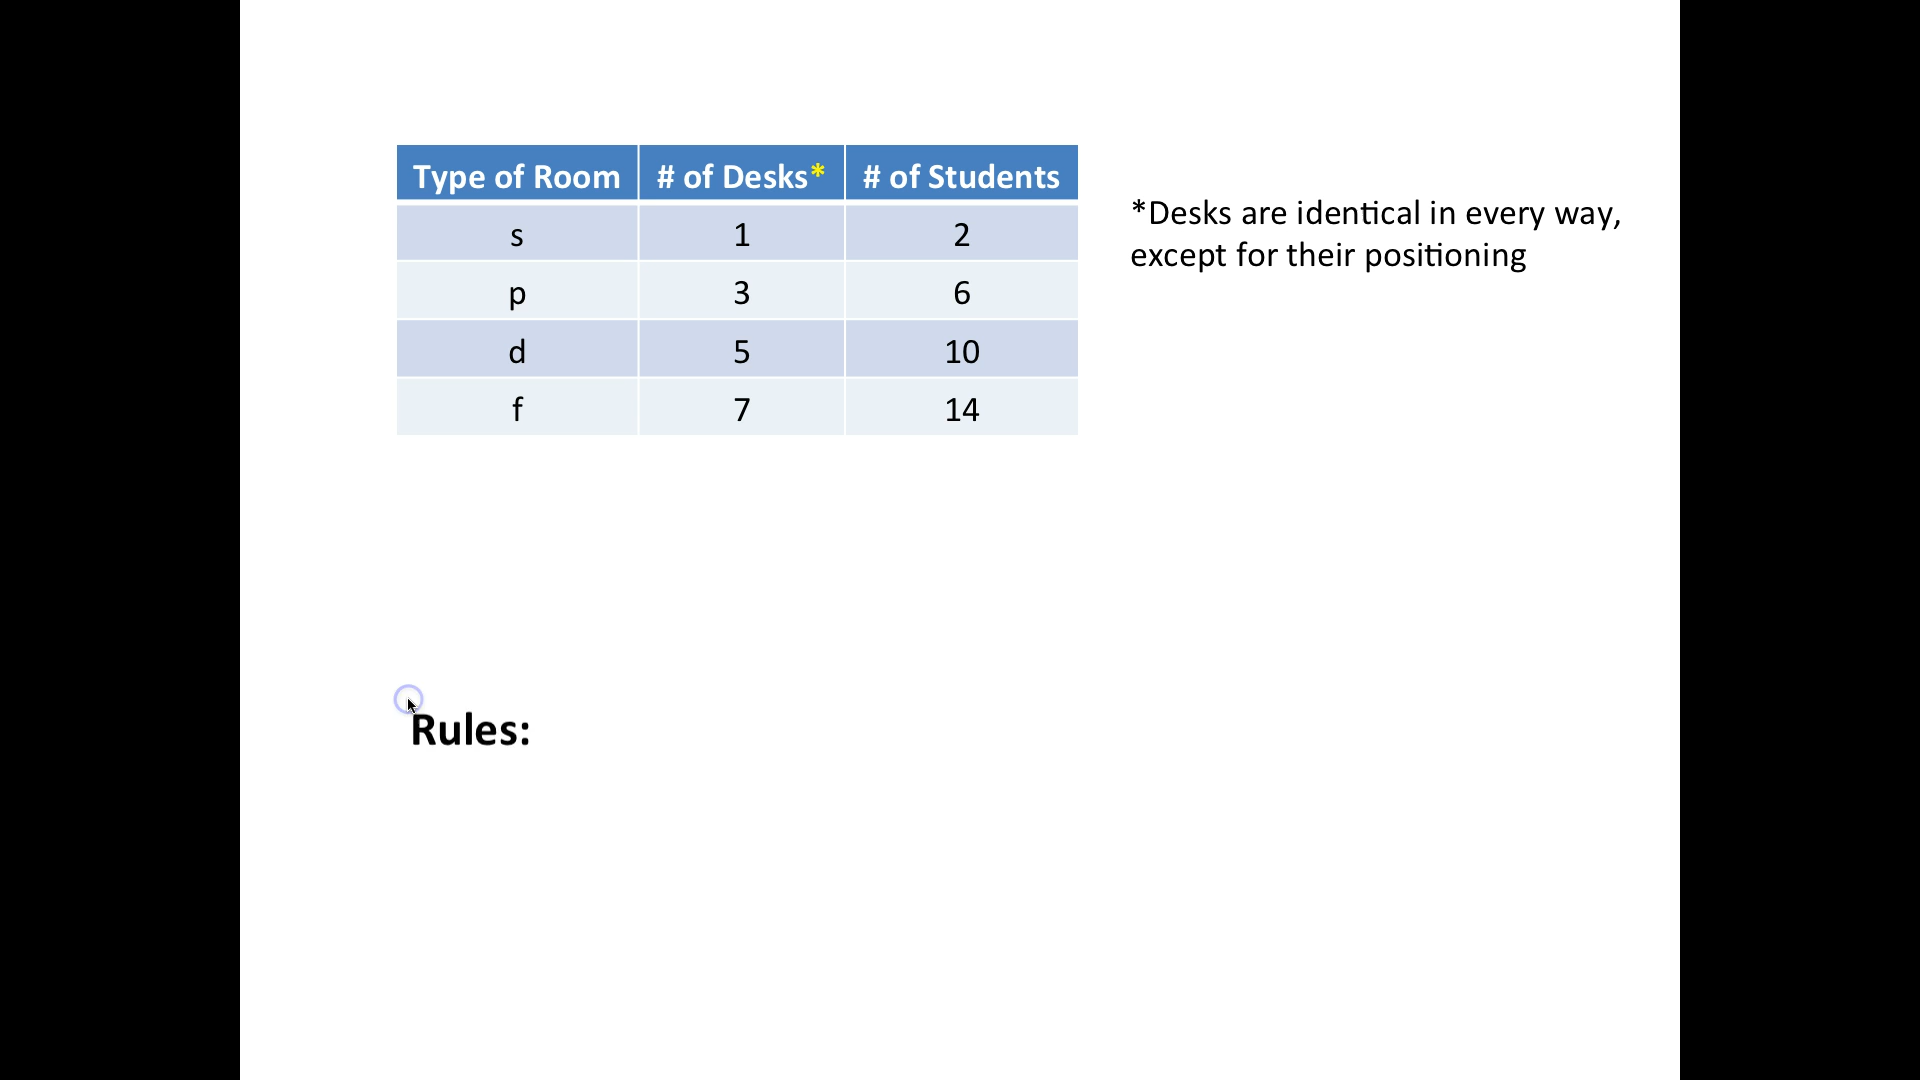 Type of Room # of Desks* # of Students
s 1 2
p 3 6
d 5 10
f 7 14
*Desks are identical in every way,
except for their positioning
Rules: